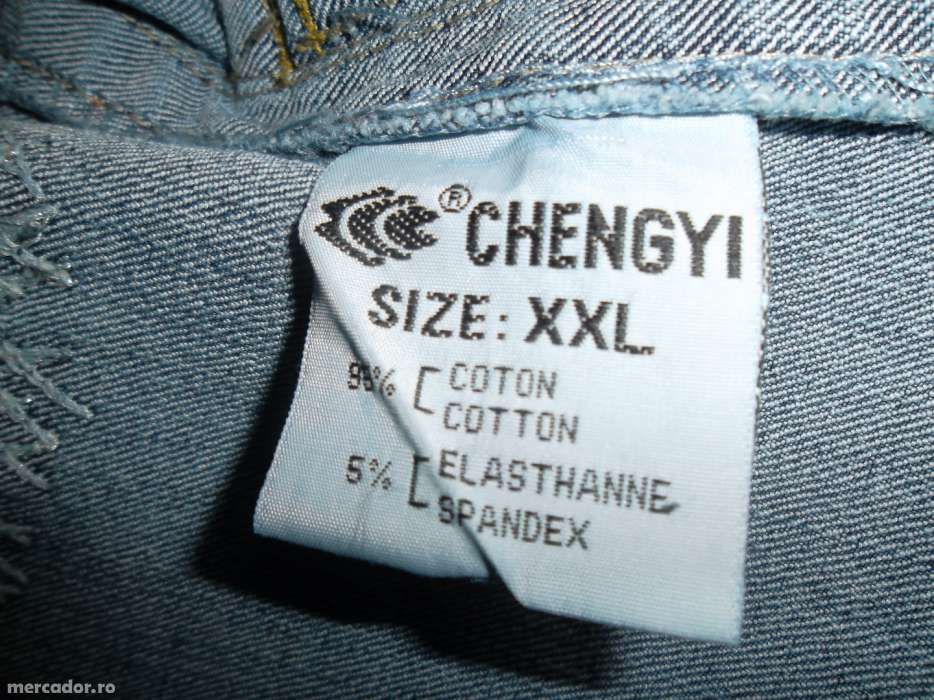 ® CHENGYI
SIZE: XXL
95% [ COTON
COTTON
5% [ ELASTHANNE
SPANDEX
mercador.ro